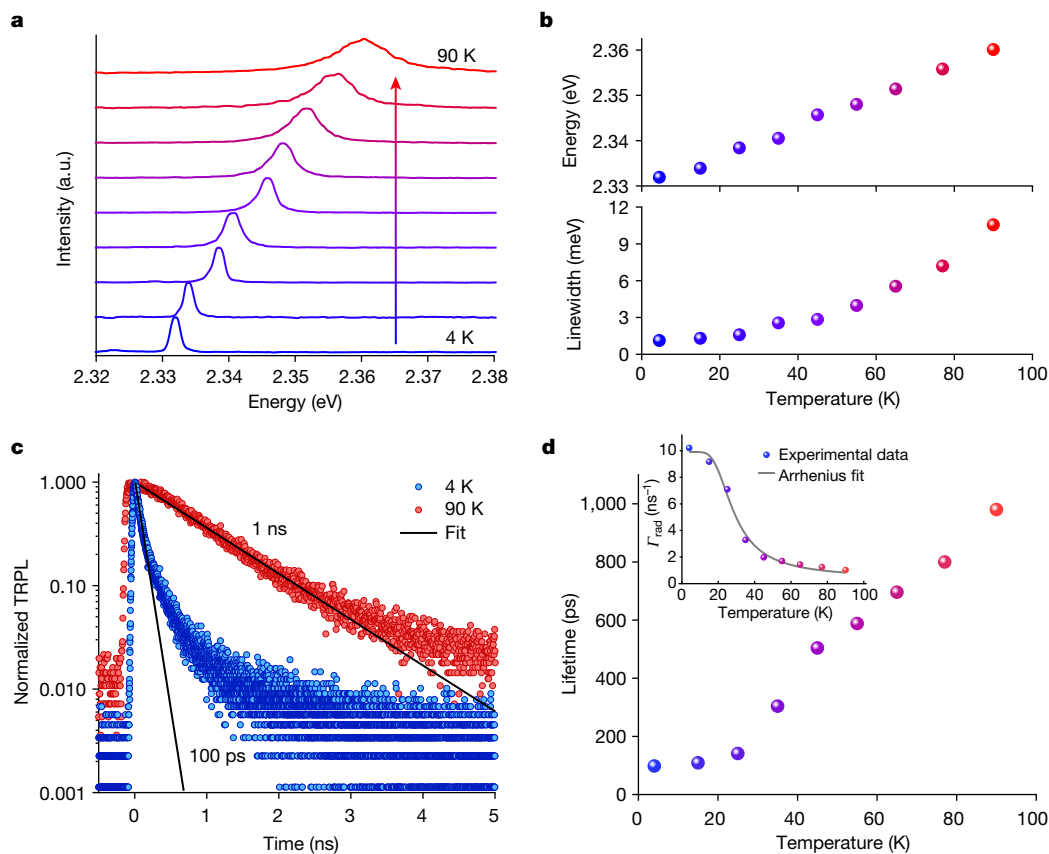 a
90 K
4 K
Intensity (a.u.)
2.32 2.33 2.34 2.35 2.36 2.37 2.38
Energy (eV)
b
2.36
2.35
2.34
2.33
Energy (eV)
12
9
6
3
0
Linewidth (meV)
0 20 40 60 80 100
Temperature (K)
c
1.000
0.10
0.010
0.001
Normalized TRPL
4 K
90 K
Fit
1 ns
100 ps
0 1 2 3 4 5
Time (ns)
d
1,000
800
600
400
200
0
Lifetime (ps)
0 20 40 60 80 100
Temperature (K)
10
8
6
4
2
0
Γrad (ns⁻¹)
Experimental data
Arrhenius fit
0 20 40 60 80 100
Temperature (K)